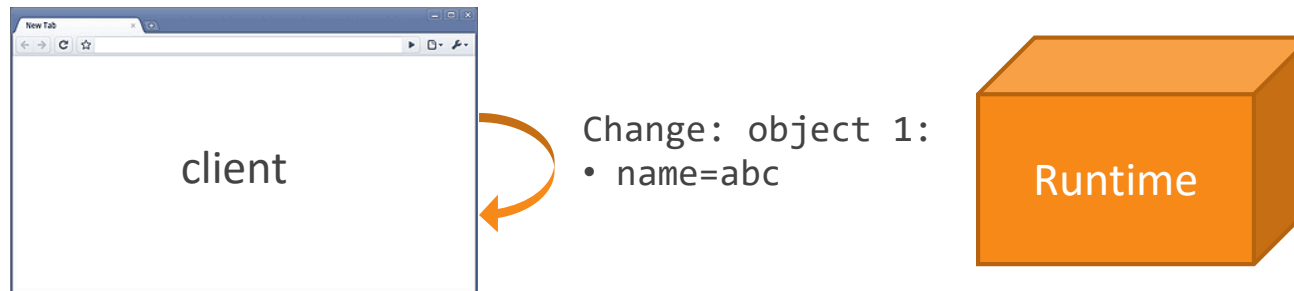 New Tab
client
Change: object 1:
• name=abc
Runtime